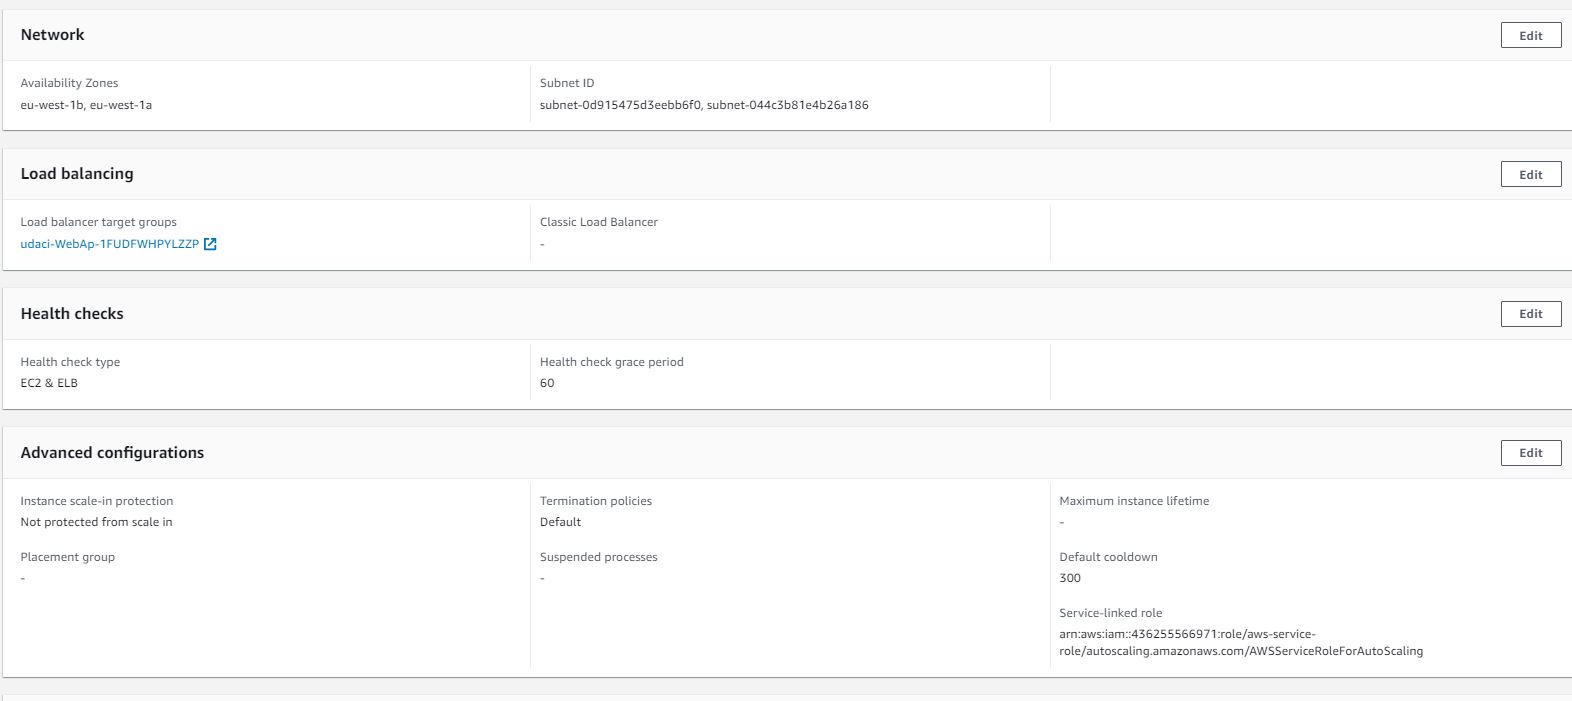 Network
Edit
Availability Zones
eu-west-1b, eu-west-1a
Subnet ID
subnet-0d915475d3eebb6f0, subnet-044c3b81e4b26a186
Load balancing
Edit
Load balancer target groups
udaci-WebAp-1FUDFWHPYLZZP
Classic Load Balancer
-
Health checks
Edit
Health check type
EC2 & ELB
Health check grace period
60
Advanced configurations
Edit
Instance scale-in protection
Not protected from scale in
Placement group
-
Termination policies
Default
Suspended processes
-
Maximum instance lifetime
-
Default cooldown
300
Service-linked role
arn:aws:iam::436255566971:role/aws-service-
role/autoscaling.amazonaws.com/AWSServiceRoleForAutoScaling